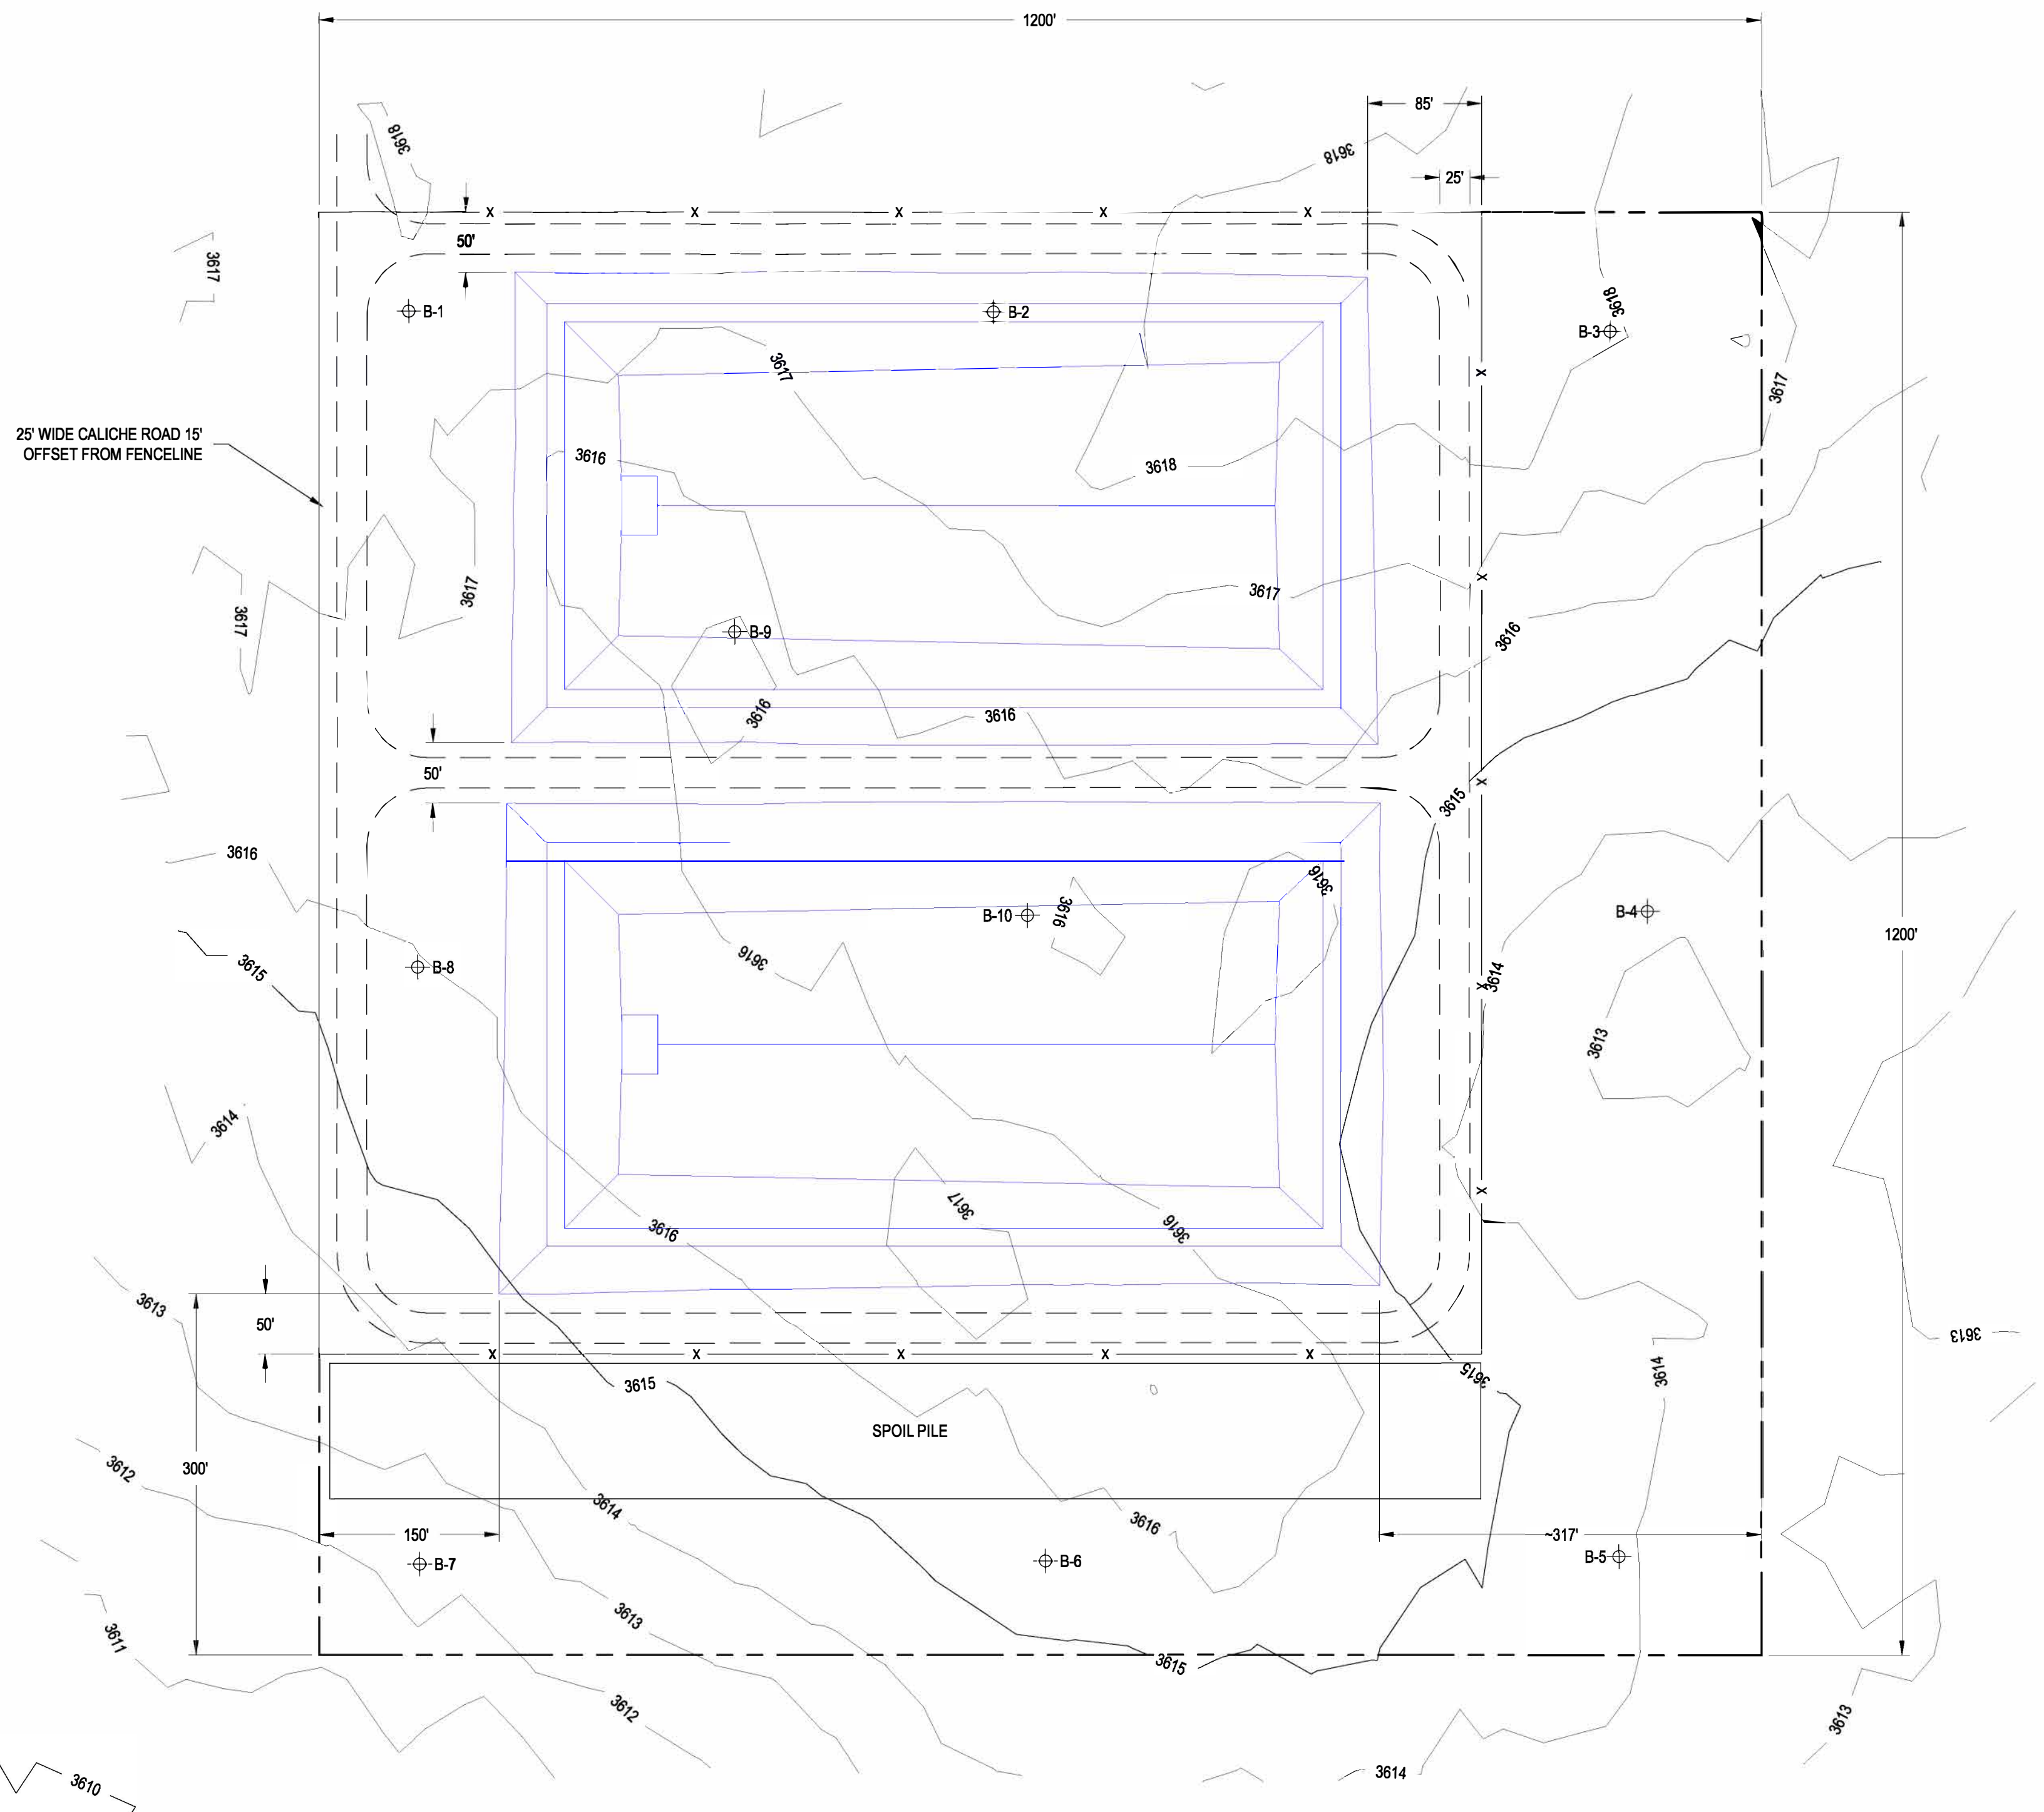 1200'
85'
3618
3618
25'
X X X X X
50'
3617
3618
B-1
B-2
B-3
X
3617
3617
25' WIDE CALICHE ROAD 15'
OFFSET FROM FENCELINE
3616
3618
X
3617
3617
3617
B-9
3616
3616
3616
50'
X
3615
3616
3616
3616
B-10
B-4
1200'
3616
3615
B-8
X
3614
3613
3614
X
3617
3616
3616
3613
50'
3613
X X X X X
3614
3615
3615
SPOIL PILE
3612
300'
3614
3616
150'
~317'
B-7
B-6
B-5
3613
3611
3615
3612
3613
3614
3610